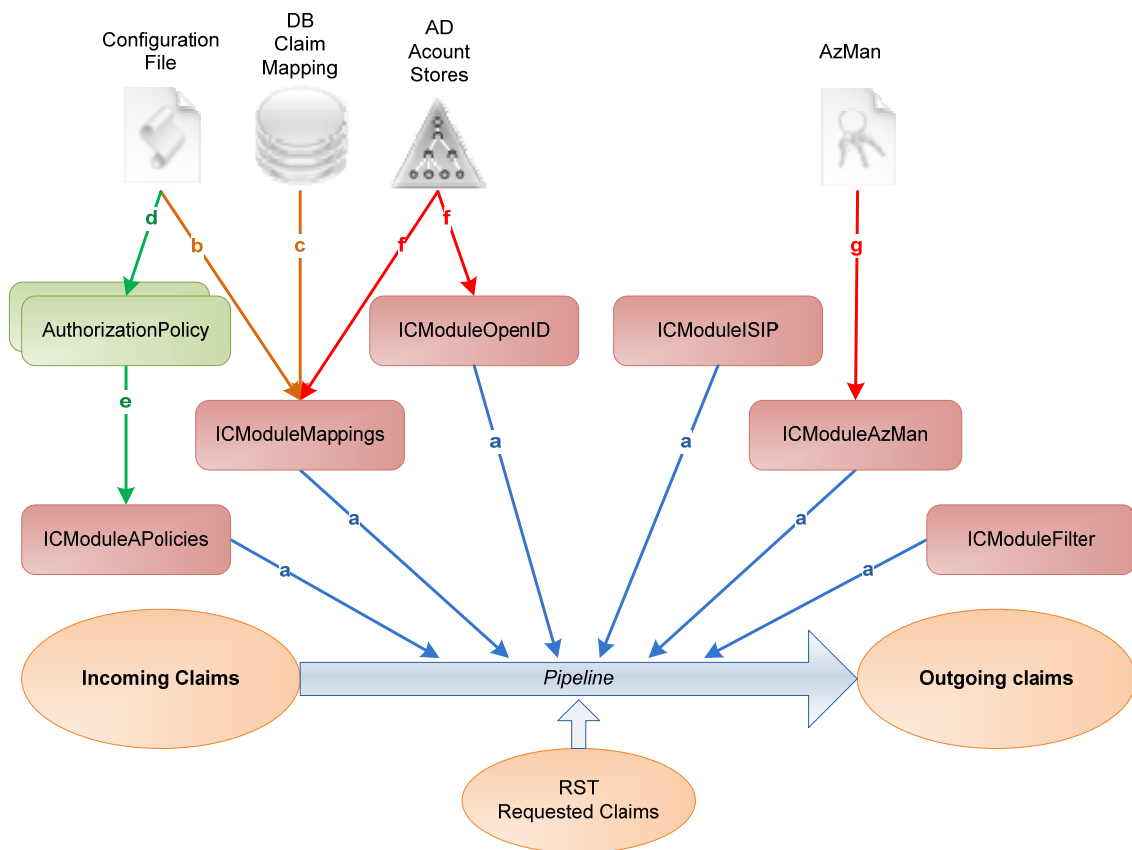 Configuration
File
DB
Claim
Mapping
AD
Acount
Stores
AzMan
d
b
c
f
f
g
AuthorizationPolicy
ICModuleOpenID
ICModuleISIP
e
ICModuleMappings
a
a
ICModuleAzMan
ICModuleAPolicies
a
a
a
a
ICModuleFilter
Incoming Claims
Pipeline
Outgoing claims
RST
Requested Claims